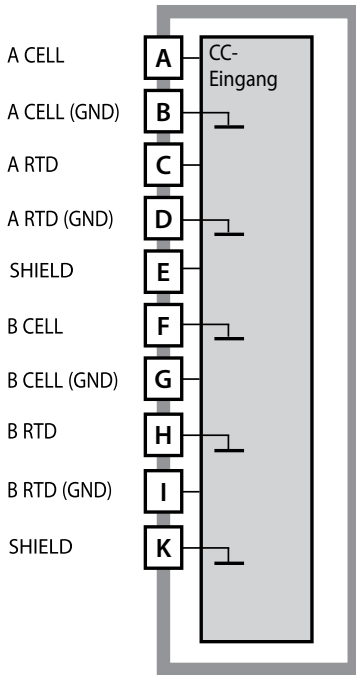 A CELL A CC-
Eingang
A CELL (GND) B
A RTD C
A RTD (GND) D
SHIELD E
B CELL F
B CELL (GND) G
B RTD H
B RTD (GND) I
SHIELD K